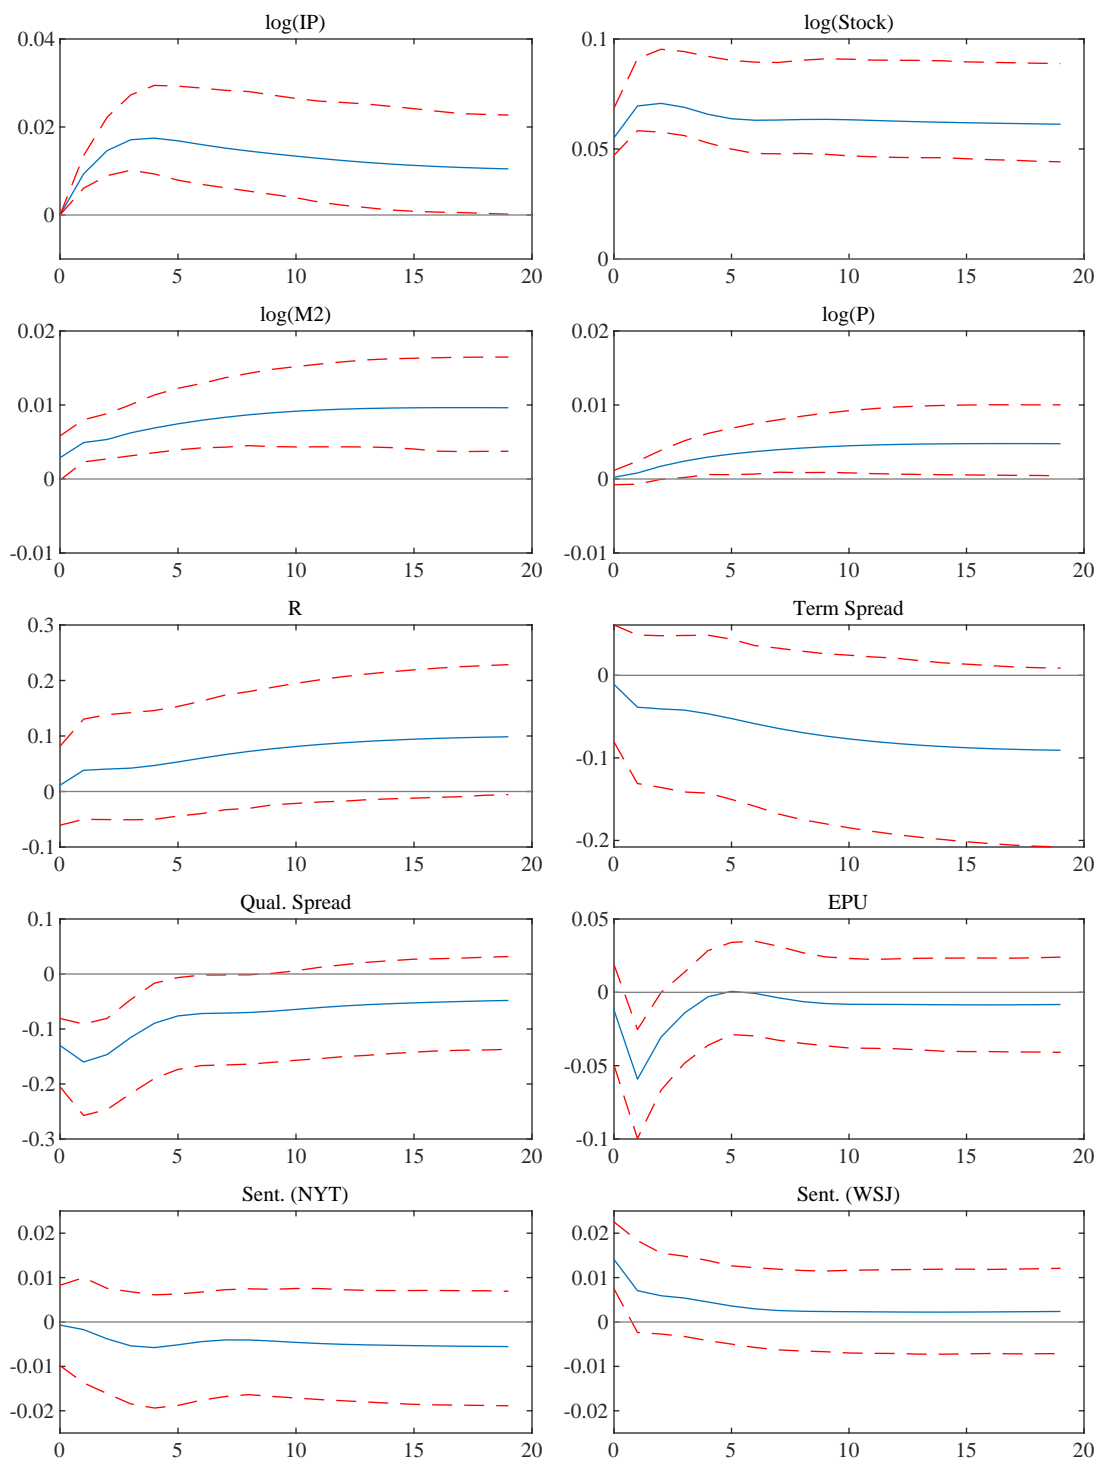 log(IP)
0.04
0.02
0
0 5 10 15 20
log(Stock)
0.1
0.05
0
0 5 10 15 20
log(M2)
0.02
0.01
0
-0.01
0 5 10 15 20
log(P)
0.02
0.01
0
-0.01
0 5 10 15 20
R
0.3
0.2
0.1
0
-0.1
0 5 10 15 20
Term Spread
0
-0.1
-0.2
0 5 10 15 20
Qual. Spread
0.1
0
-0.1
-0.2
-0.3
0 5 10 15 20
EPU
0.05
0
-0.05
-0.1
0 5 10 15 20
Sent. (NYT)
0.02
0.01
0
-0.01
-0.02
0 5 10 15 20
Sent. (WSJ)
0.02
0.01
0
-0.01
-0.02
0 5 10 15 20